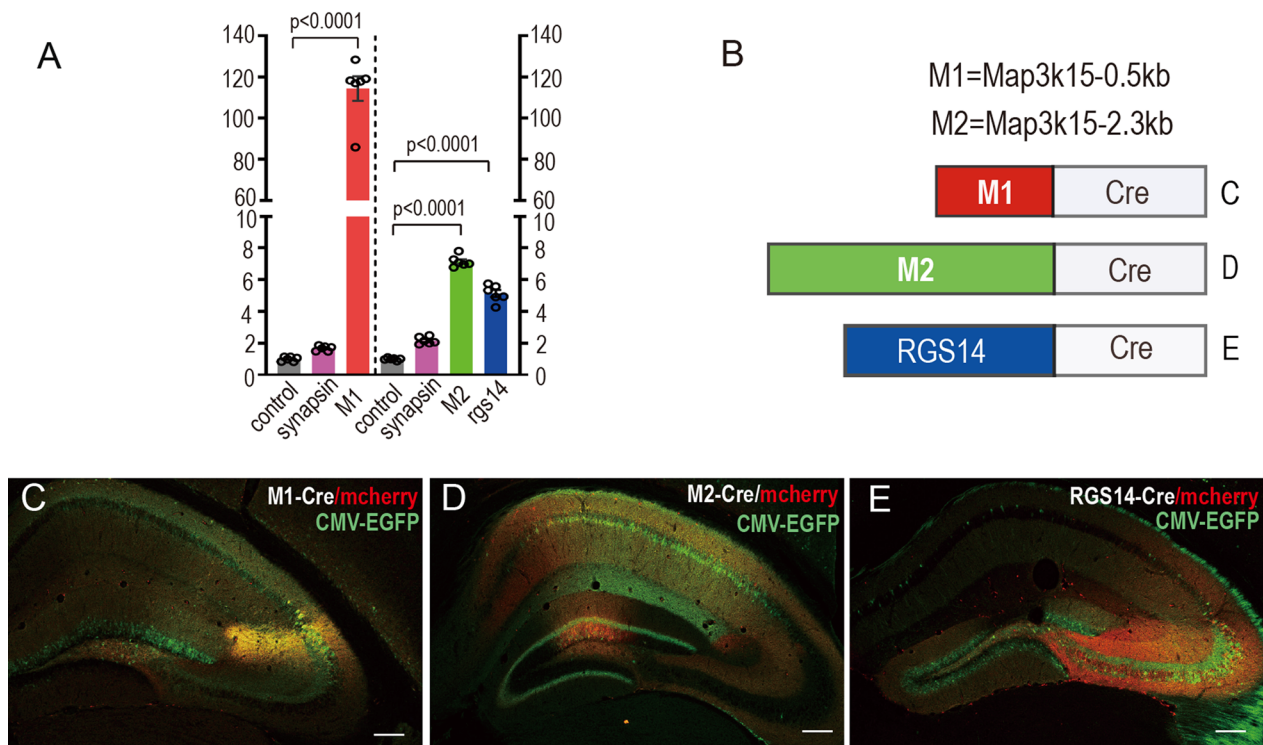 A
140
120
100
80
60
10
8
6
4
2
0
p<0.0001
p<0.0001
p<0.0001
140
120
100
80
60
10
8
6
4
2
0
control
synapsin
M1
control
synapsin
M2
rgs14
B
M1=Map3k15-0.5kb
M2=Map3k15-2.3kb
M1 Cre C
M2 Cre D
RGS14 Cre E
C
M1-Cre/mcherry
CMV-EGFP
D
M2-Cre/mcherry
CMV-EGFP
E
RGS14-Cre/mcherry
CMV-EGFP